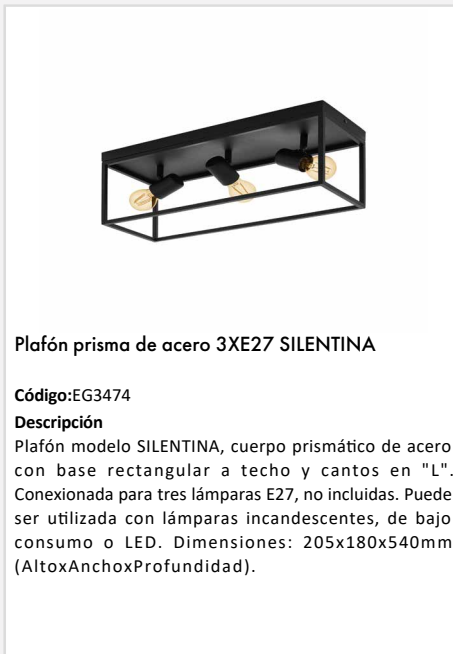 Plafón prisma de acero 3XE27 SILENTINA
Código:EG3474
Descripción
Plafón modelo SILENTINA, cuerpo prismático de acero
con base rectangular a techo y cantos en "L".
Conexionada para tres lámparas E27, no incluidas. Puede
ser utilizada con lámparas incandescentes, de bajo
consumo o LED. Dimensiones: 205x180x540mm
(AltoxAnchoxProfundidad).